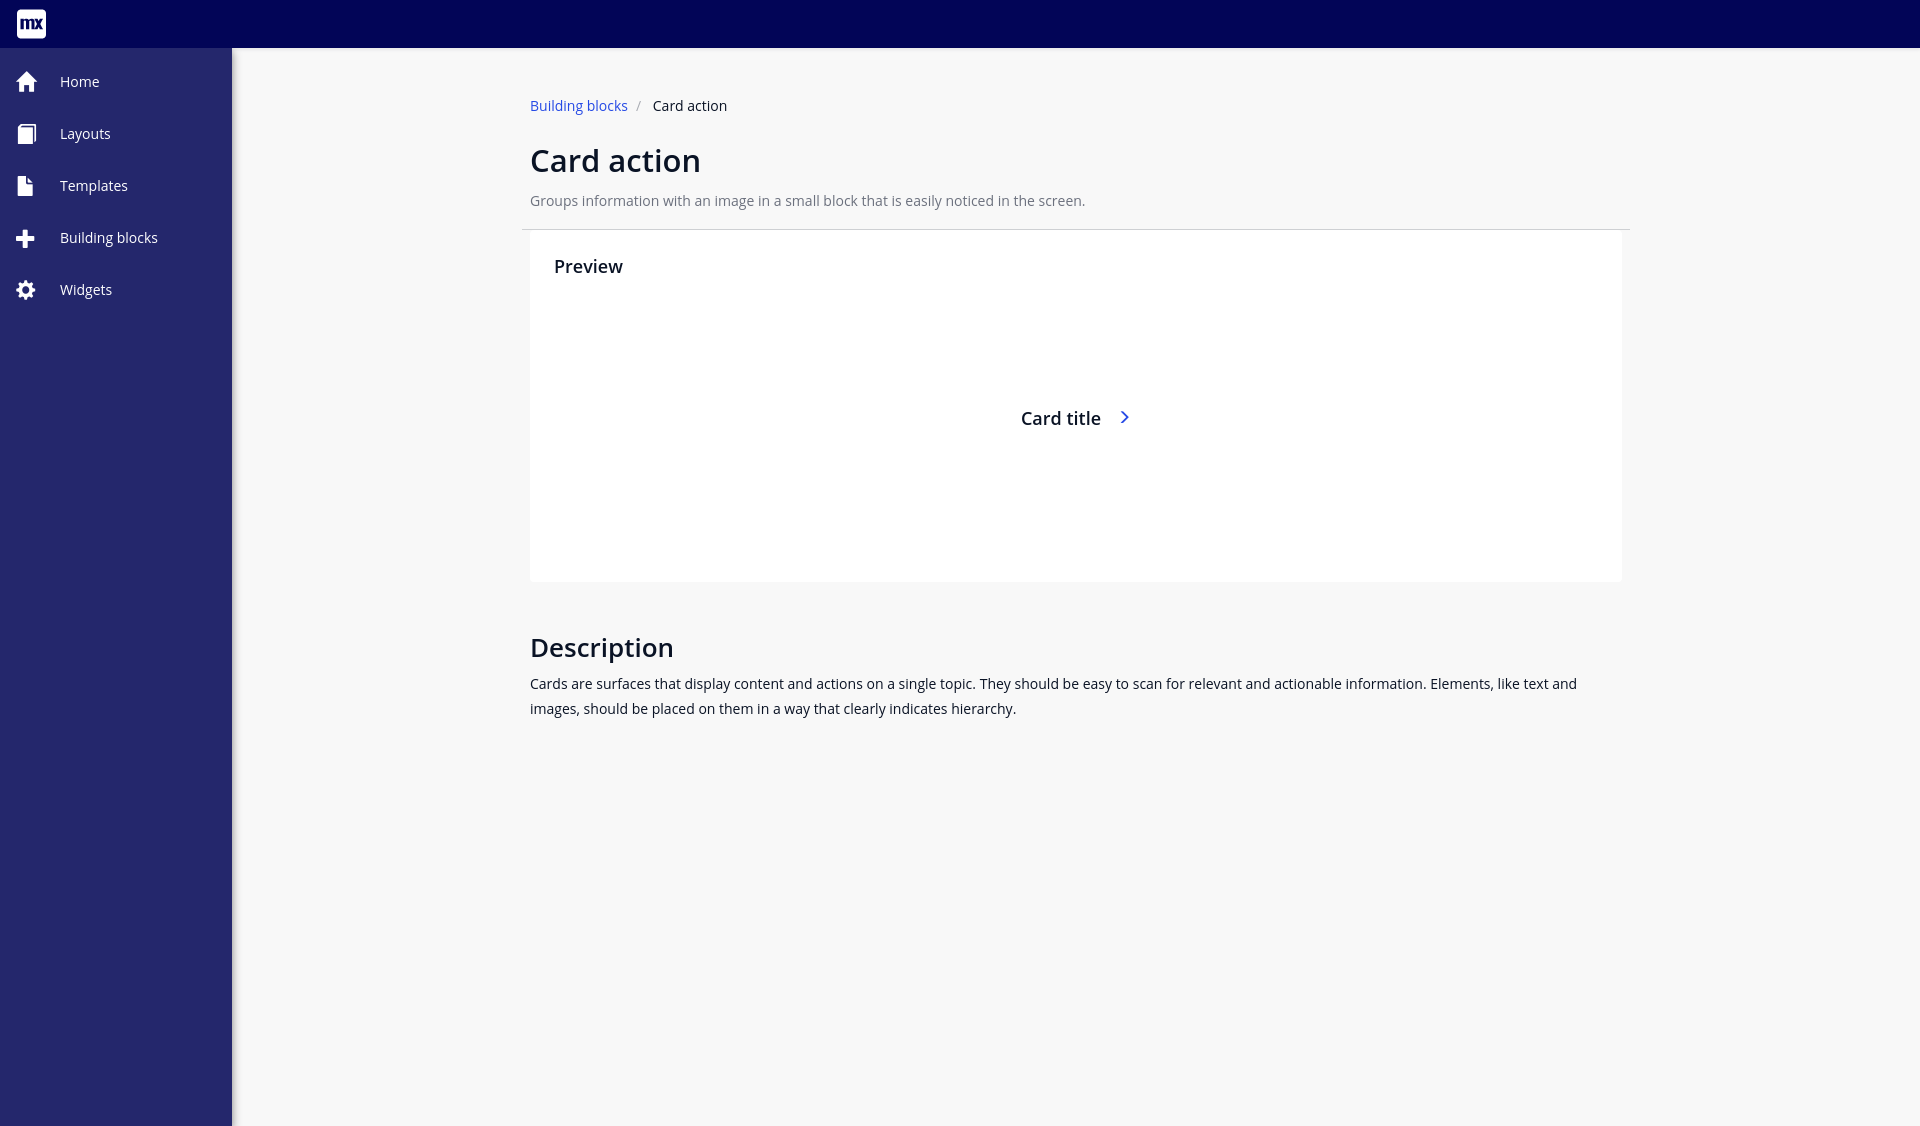 mx
Home
Layouts
Templates
Building blocks
Widgets
Building blocks / Card action
Card action
Groups information with an image in a small block that is easily noticed in the screen.
Preview
Card title
Description
Cards are surfaces that display content and actions on a single topic. They should be easy to scan for relevant and actionable information. Elements, like text and
images, should be placed on them in a way that clearly indicates hierarchy.